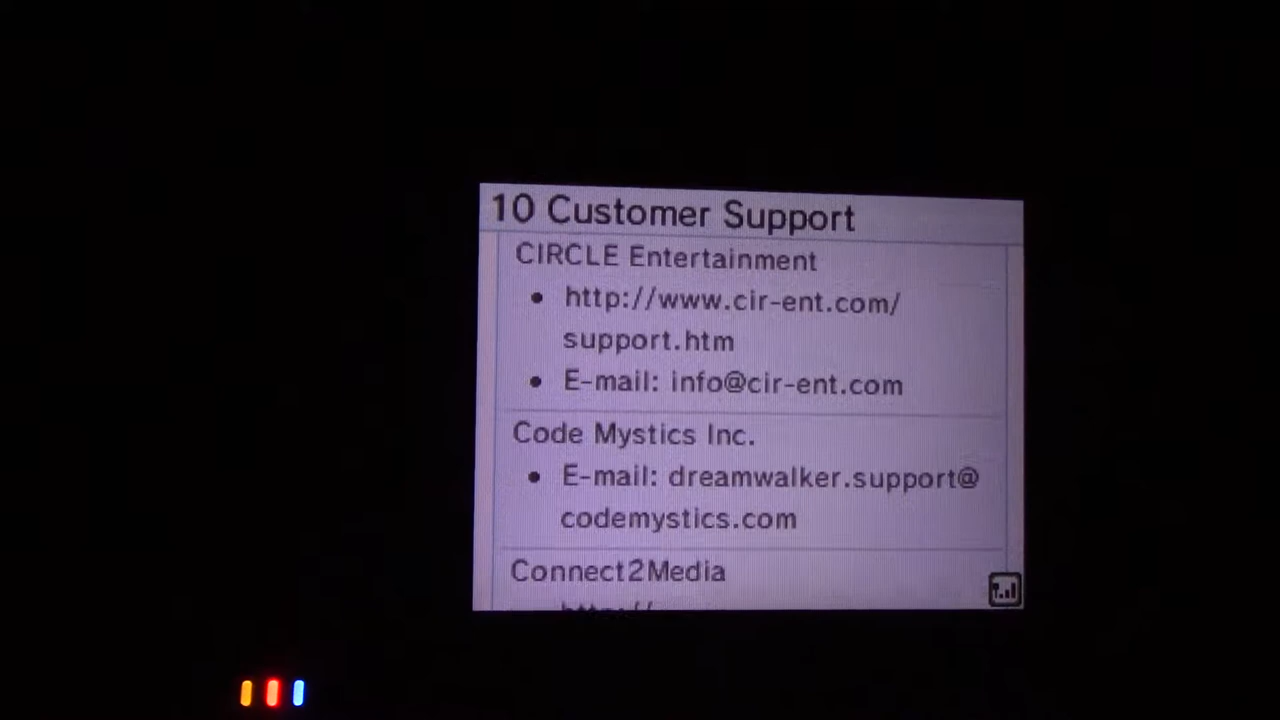 10 Customer Support
CIRCLE Entertainment
• http://www.cir-ent.com/
support.htm
• E-mail: info@cir-ent.com
Code Mystics Inc.
• E-mail: dreamwalker.support@
codemystics.com
Connect2Media
http://